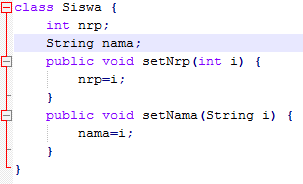 class Siswa {
    int nrp;
    String nama;
    public void setNrp(int i) {
        nrp=i;
    }
    public void setNama(String i) {
        nama=i;
    }
}